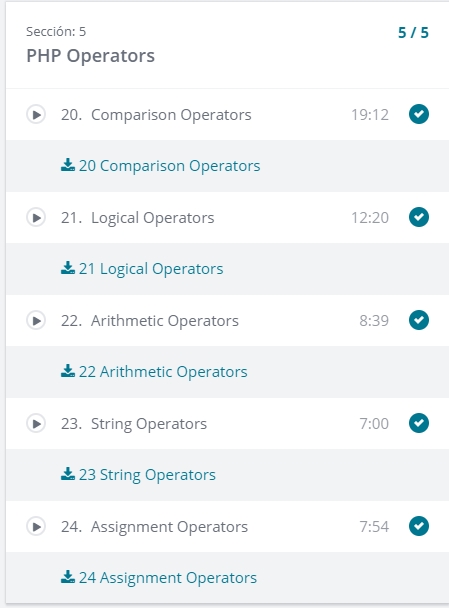 Sección: 5
5 / 5
PHP Operators
20. Comparison Operators 19:12
20 Comparison Operators
21. Logical Operators 12:20
21 Logical Operators
22. Arithmetic Operators 8:39
22 Arithmetic Operators
23. String Operators 7:00
23 String Operators
24. Assignment Operators 7:54
24 Assignment Operators